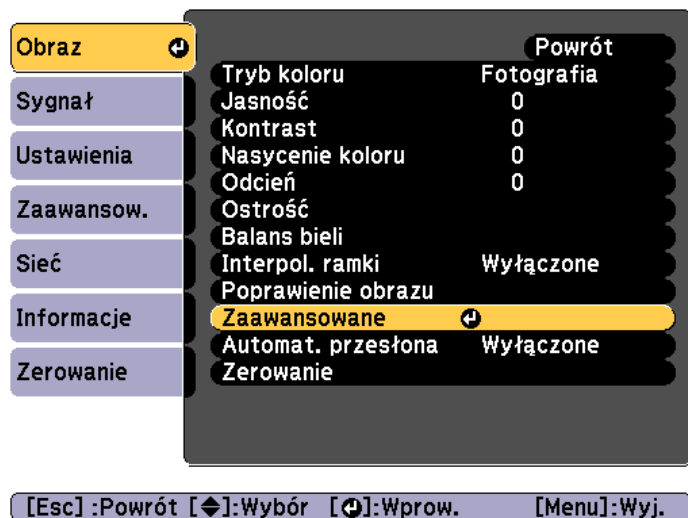 Obraz
Sygnał
Ustawienia
Zaawansow.
Sieć
Informacje
Zerowanie
Powrót
Tryb koloru Fotografia
Jasność 0
Kontrast 0
Nasycenie koloru 0
Odcień 0
Ostrość
Balans bieli
Interpol. ramki Wyłączone
Poprawienie obrazu
Zaawansowane
Automat. przesłona Wyłączone
Zerowanie
[Esc] :Powrót [◆]:Wybór [↵]:Wprow. [Menu]:Wyj.